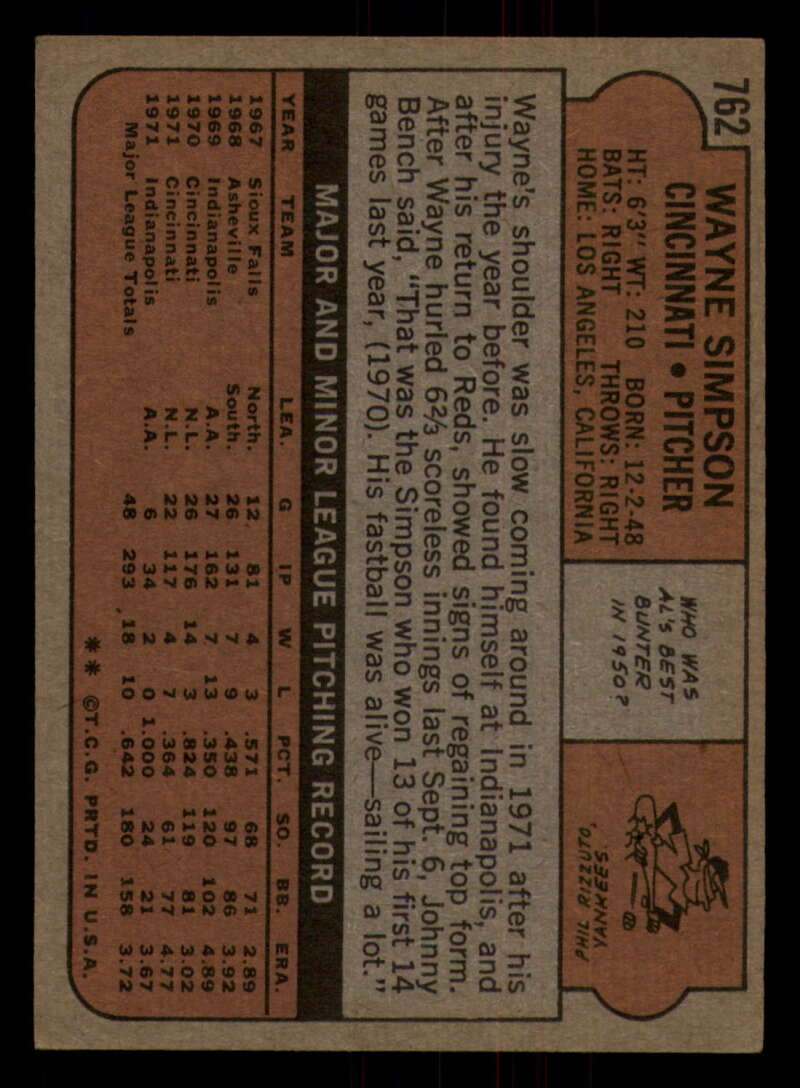 762
WAYNE SIMPSON
CINCINNATI • PITCHER
HT: 6'3" WT: 210 BORN: 12-2-48
BATS: RIGHT THROWS: RIGHT
HOME: LOS ANGELES, CALIFORNIA
WHO WAS
AL'S BEST
BUNTER
IN 1950?
PHIL RIZZUTO,
YANKEES
Wayne's shoulder was slow coming around in 1971 after his
injury the year before. He found himself at Indianapolis, and
after his return to Reds, showed signs of regaining top form.
After Wayne hurled 6⅔ scoreless innings last Sept. 6, Johnny
Bench said, "That was the Simpson who won 13 of his first 14
games last year, (1970). His fastball was alive—sailing a lot."
MAJOR AND MINOR LEAGUE PITCHING RECORD
YEAR TEAM LEA. G IP W L PCT. SO. BB. ERA.
1967 Sioux Falls North. 12 81 4 3 .571 68 71 2.89
1968 Asheville South. 26 131 7 9 .438 97 86 3.92
1969 Indianapolis A.A. 27 162 7 13 .350 120 102 4.89
1970 Cincinnati N.L. 26 176 14 3 .824 119 81 3.02
1971 Cincinnati N.L. 22 117 4 7 .364 61 77 4.77
1971 Indianapolis A.A. 6 34 2 0 1.000 24 21 3.67
Major League Totals 48 293 18 10 .642 180 158 3.72
** ©T.C.G. PRTD. IN U.S.A.